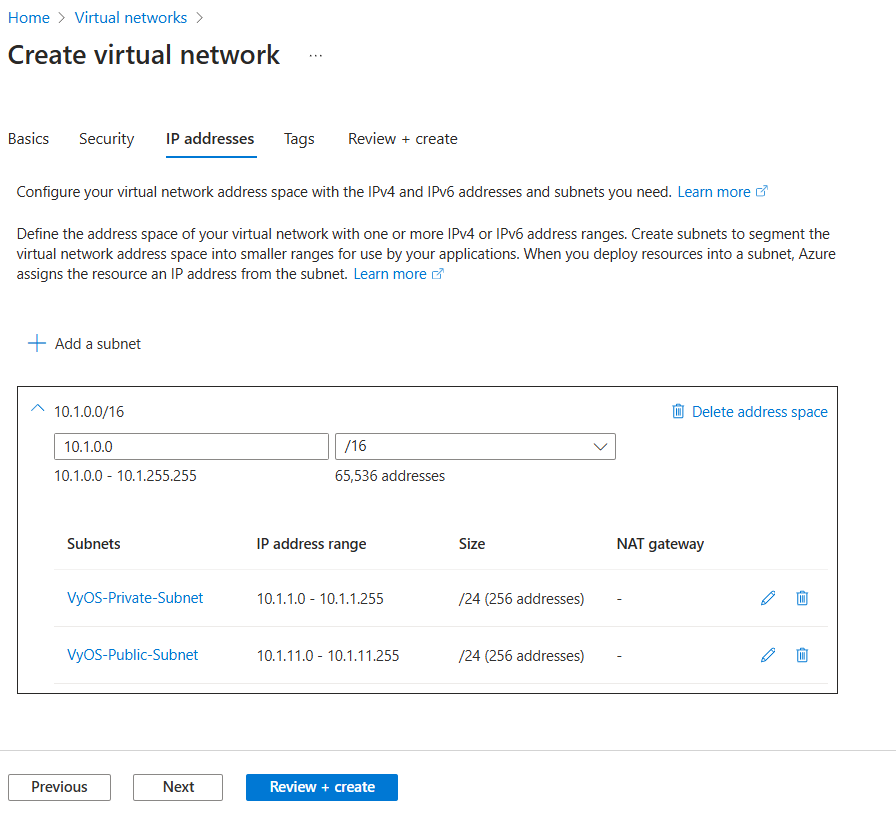 Home > Virtual networks >
Create virtual network ...
Basics Security IP addresses Tags Review + create
Configure your virtual network address space with the IPv4 and IPv6 addresses and subnets you need. Learn more
Define the address space of your virtual network with one or more IPv4 or IPv6 address ranges. Create subnets to segment the
virtual network address space into smaller ranges for use by your applications. When you deploy resources into a subnet, Azure
assigns the resource an IP address from the subnet. Learn more
Add a subnet
10.1.0.0/16 Delete address space
10.1.0.0 /16
10.1.0.0 - 10.1.255.255 65,536 addresses
Subnets IP address range Size NAT gateway
VyOS-Private-Subnet 10.1.1.0 - 10.1.1.255 /24 (256 addresses) -
VyOS-Public-Subnet 10.1.11.0 - 10.1.11.255 /24 (256 addresses) -
Previous Next Review + create